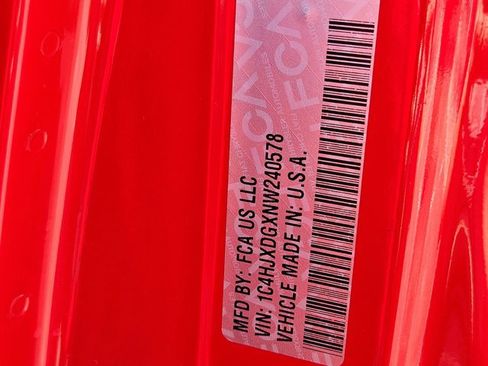 MFD BY: FCA US LLC
VIN: 1C4HJXDGXNW240578
VEHICLE MADE IN: U.S.A.